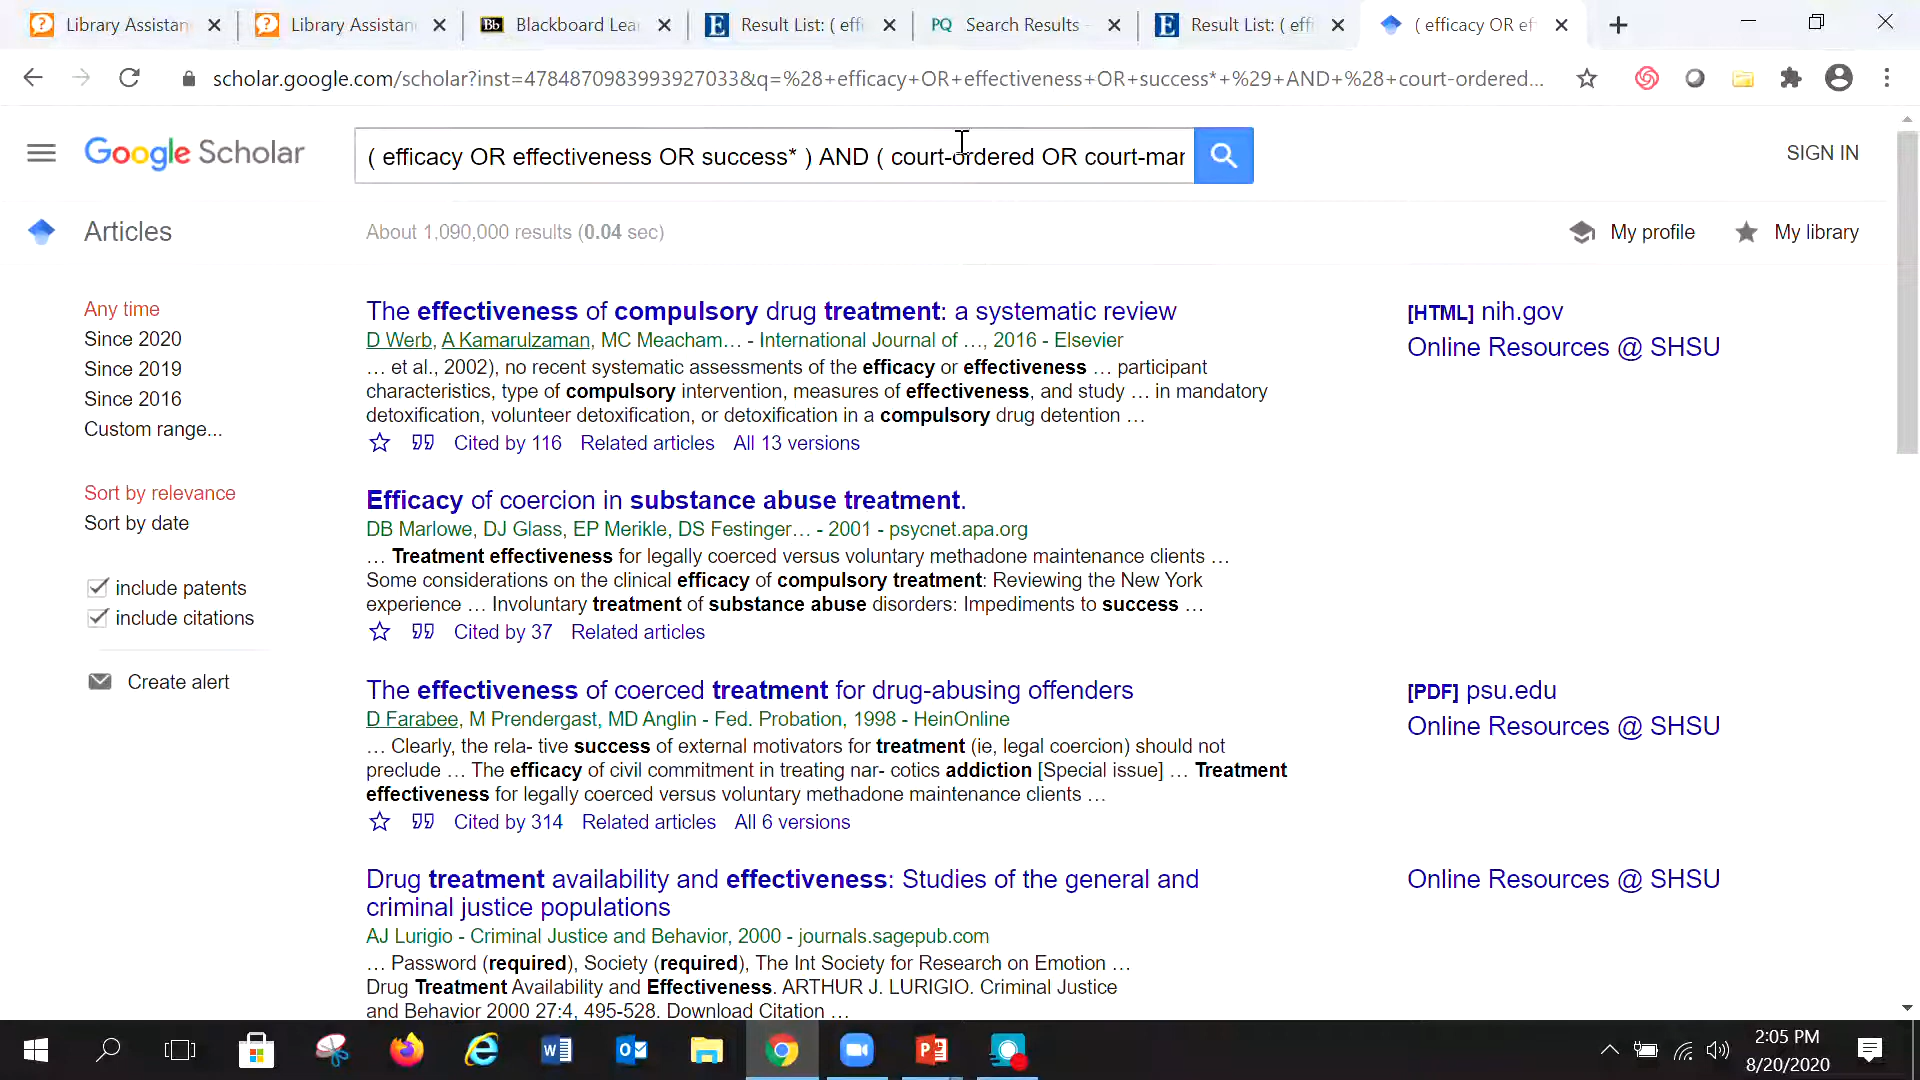 Library Assistan
Library Assistan
Bb Blackboard Lea
E Result List: ( eff
PQ Search Results -
E Result List: ( effi
( efficacy OR ef
scholar.google.com/scholar?inst=4784870983993927033&q=%28+efficacy+OR+effectiveness+OR+success*+%29+AND+%28+court-ordered...
Google Scholar
( efficacy OR effectiveness OR success* ) AND ( court-ordered OR court-mar
SIGN IN
Articles
About 1,090,000 results (0.04 sec)
My profile
My library
Any time
Since 2020
Since 2019
Since 2016
Custom range...
Sort by relevance
Sort by date
include patents
include citations
Create alert
The effectiveness of compulsory drug treatment: a systematic review
D Werb, A Kamarulzaman, MC Meacham… - International Journal of …, 2016 - Elsevier
… et al., 2002), no recent systematic assessments of the efficacy or effectiveness … participant
characteristics, type of compulsory intervention, measures of effectiveness, and study … in mandatory
detoxification, volunteer detoxification, or detoxification in a compulsory drug detention …
Cited by 116 Related articles All 13 versions
[HTML] nih.gov
Online Resources @ SHSU
Efficacy of coercion in substance abuse treatment.
DB Marlowe, DJ Glass, EP Merikle, DS Festinger… - 2001 - psycnet.apa.org
… Treatment effectiveness for legally coerced versus voluntary methadone maintenance clients …
Some considerations on the clinical efficacy of compulsory treatment: Reviewing the New York
experience … Involuntary treatment of substance abuse disorders: Impediments to success …
Cited by 37 Related articles
The effectiveness of coerced treatment for drug-abusing offenders
D Farabee, M Prendergast, MD Anglin - Fed. Probation, 1998 - HeinOnline
… Clearly, the rela- tive success of external motivators for treatment (ie, legal coercion) should not
preclude … The efficacy of civil commitment in treating nar- cotics addiction [Special issue] … Treatment
effectiveness for legally coerced versus voluntary methadone maintenance clients …
Cited by 314 Related articles All 6 versions
[PDF] psu.edu
Online Resources @ SHSU
Drug treatment availability and effectiveness: Studies of the general and
criminal justice populations
AJ Lurigio - Criminal Justice and Behavior, 2000 - journals.sagepub.com
… Password (required), Society (required), The Int Society for Research on Emotion …
Drug Treatment Availability and Effectiveness. ARTHUR J. LURIGIO. Criminal Justice
and Behavior 2000 27:4, 495-528. Download Citation …
Online Resources @ SHSU
2:05 PM
8/20/2020